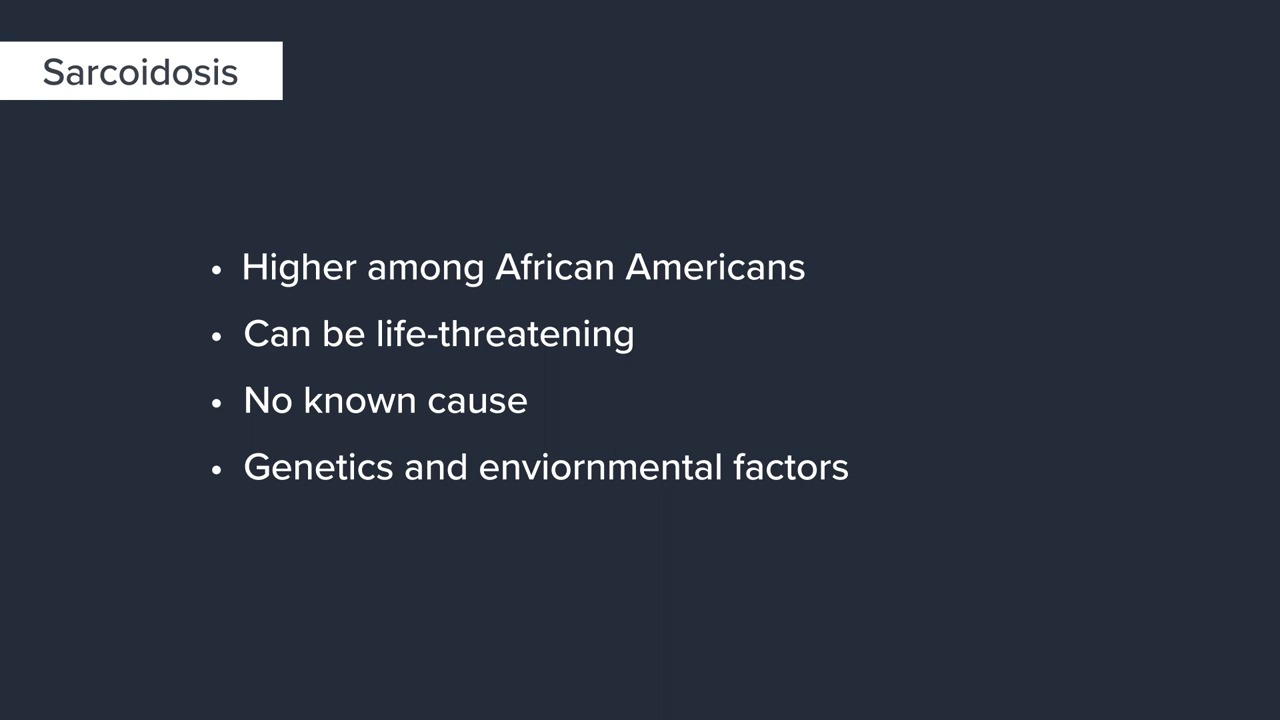 Sarcoidosis
• Higher among African Americans
• Can be life-threatening
• No known cause
• Genetics and enviornmental factors